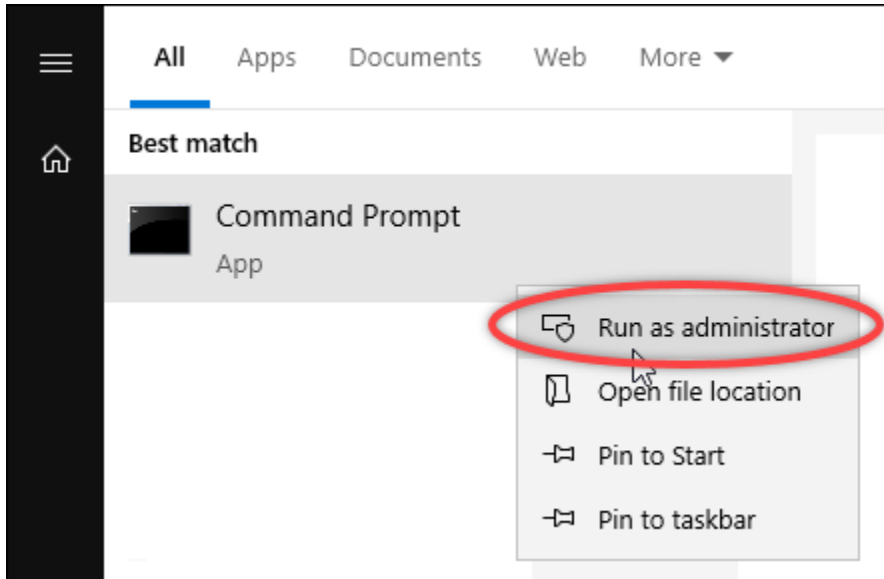 All Apps Documents Web More
Best match
Command Prompt
App
Run as administrator
Open file location
Pin to Start
Pin to taskbar